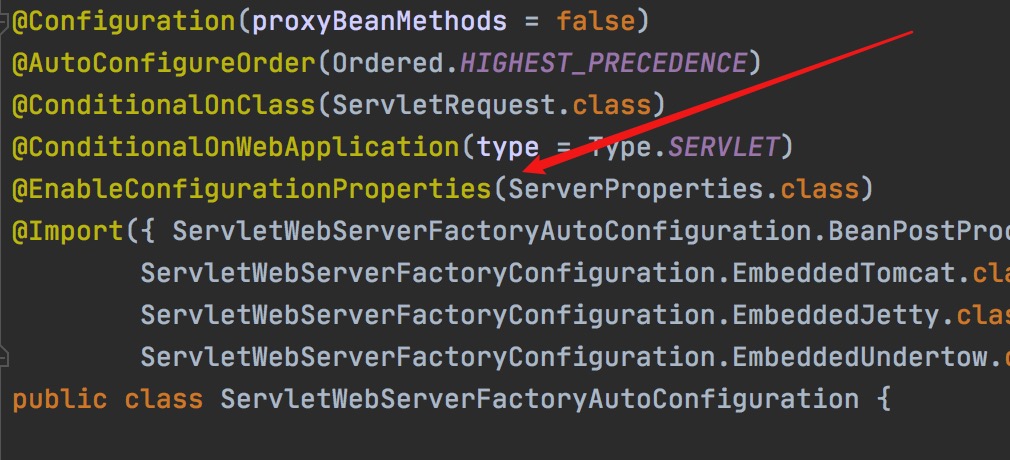 @Configuration(proxyBeanMethods = false)
@AutoConfigureOrder(Ordered.HIGHEST_PRECEDENCE)
@ConditionalOnClass(ServletRequest.class)
@ConditionalOnWebApplication(type = Type.SERVLET)
@EnableConfigurationProperties(ServerProperties.class)
@Import({ ServletWebServerFactoryAutoConfiguration.BeanPostProc
ServletWebServerFactoryConfiguration.EmbeddedTomcat.cla
ServletWebServerFactoryConfiguration.EmbeddedJetty.clas
ServletWebServerFactoryConfiguration.EmbeddedUndertow.c
public class ServletWebServerFactoryAutoConfiguration {